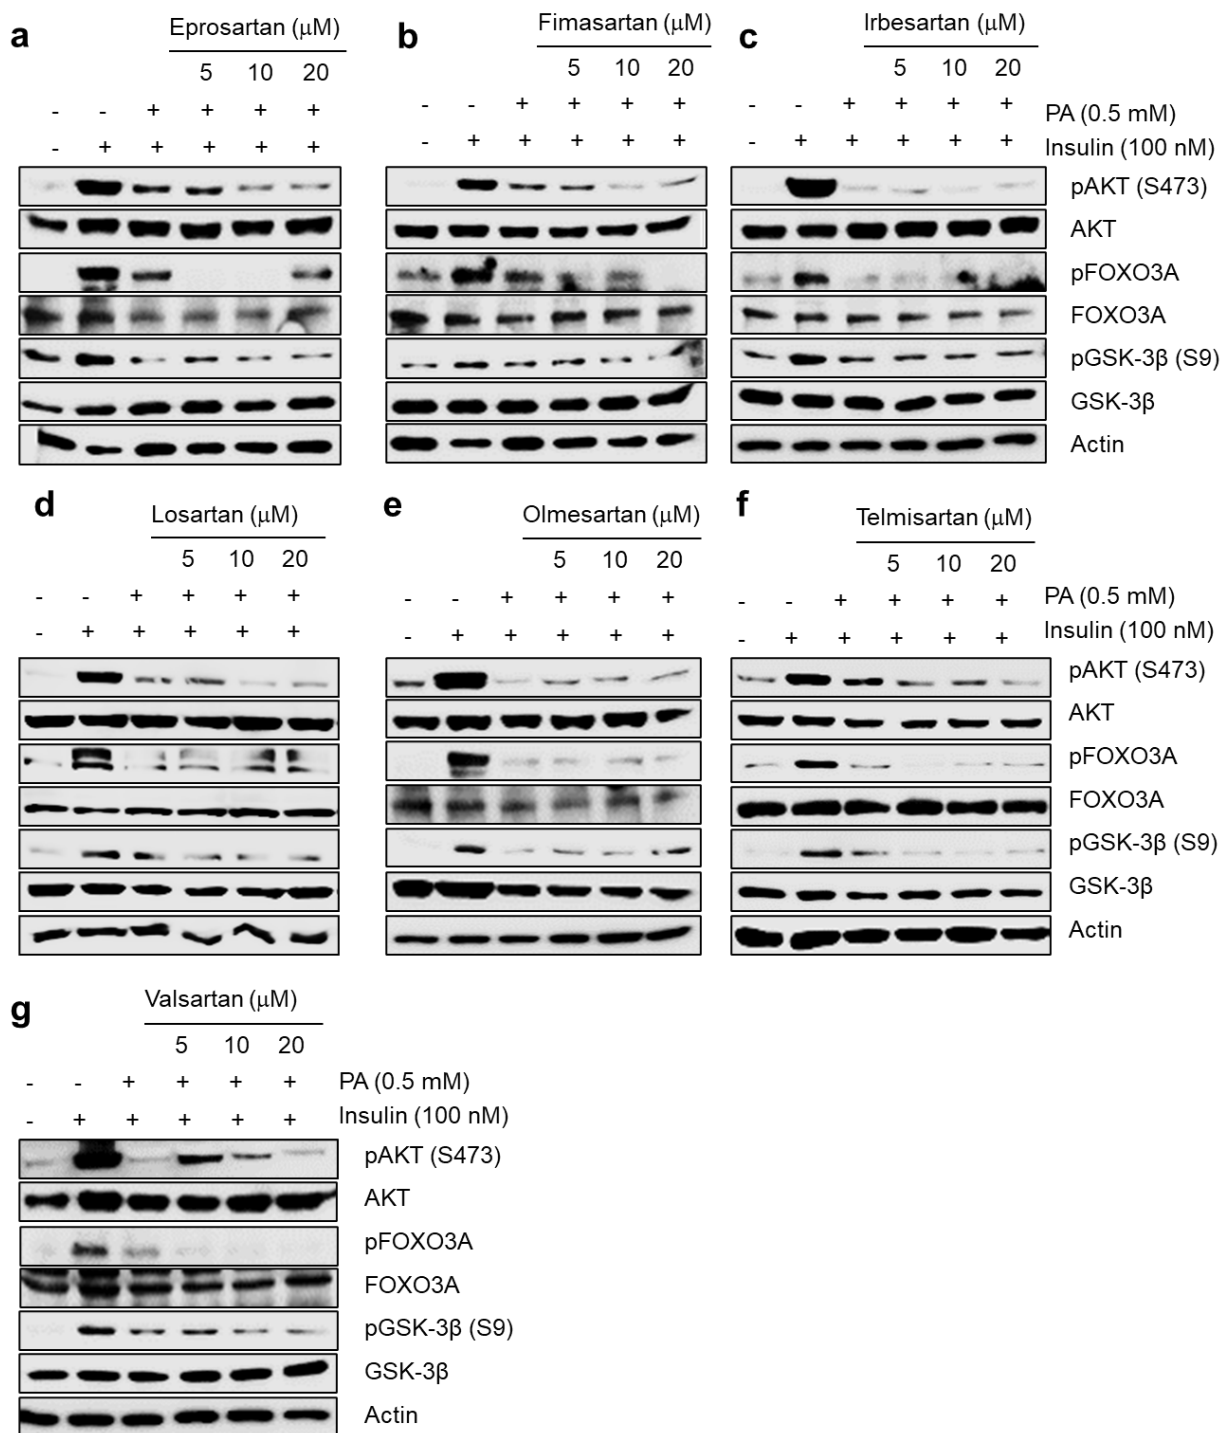 a
Eprosartan (μM)
5 10 20
- - + + + +
- + + + + +
b
Fimasartan (μM)
5 10 20
- - + + + +
- + + + + +
c
Irbesartan (μM)
5 10 20
- - + + + + PA (0.5 mM)
- + + + + + Insulin (100 nM)
pAKT (S473)
AKT
pFOXO3A
FOXO3A
pGSK-3β (S9)
GSK-3β
Actin
d
Losartan (μM)
5 10 20
- - + + + +
- + + + + +
e
Olmesartan (μM)
5 10 20
- - + + + +
- + + + + +
f
Telmisartan (μM)
5 10 20
- - + + + + PA (0.5 mM)
- + + + + + Insulin (100 nM)
pAKT (S473)
AKT
pFOXO3A
FOXO3A
pGSK-3β (S9)
GSK-3β
Actin
g
Valsartan (μM)
5 10 20
- - + + + + PA (0.5 mM)
- + + + + + Insulin (100 nM)
pAKT (S473)
AKT
pFOXO3A
FOXO3A
pGSK-3β (S9)
GSK-3β
Actin